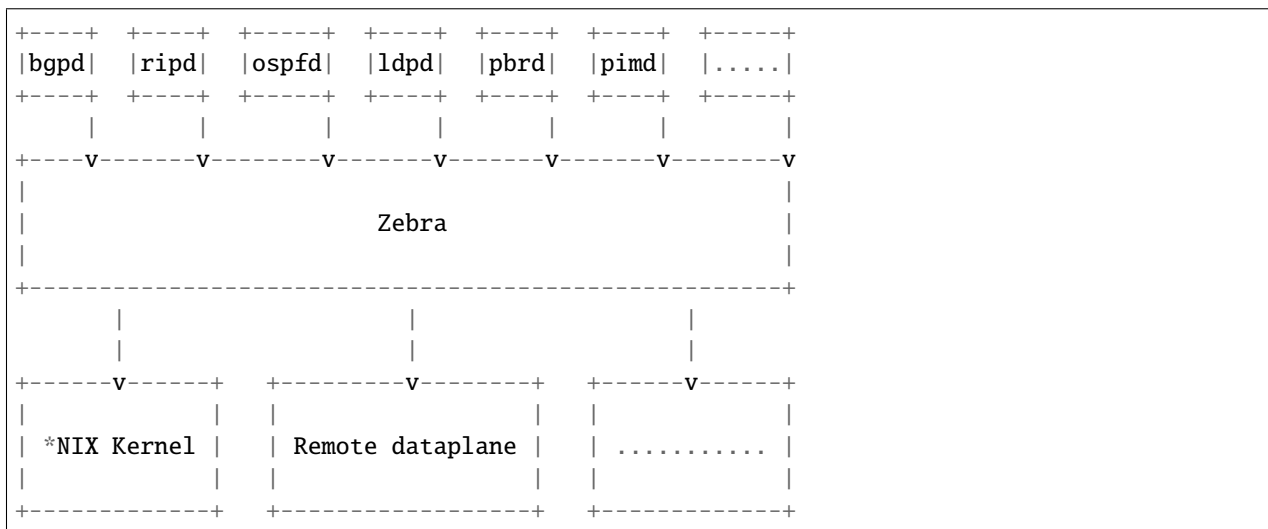 +----+  +----+  +-----+  +----+  +----+  +----+  +-----+
|bgpd|  |ripd|  |ospfd|  |ldpd|  |pbrd|  |pimd|  |.....|
+----+  +----+  +-----+  +----+  +----+  +----+  +-----+
     |       |        |       |       |       |        |
+----v-------v--------v-------v-------v-------v--------v
|                                                      |
|                         Zebra                        |
|                                                      |
+------------------------------------------------------+
       |                    |                   |
       |                    |                   |
+------v------+   +---------v--------+   +------v------+
|             |   |                  |   |             |
| *NIX Kernel |   | Remote dataplane |   | ........... |
|             |   |                  |   |             |
+-------------+   +------------------+   +-------------+